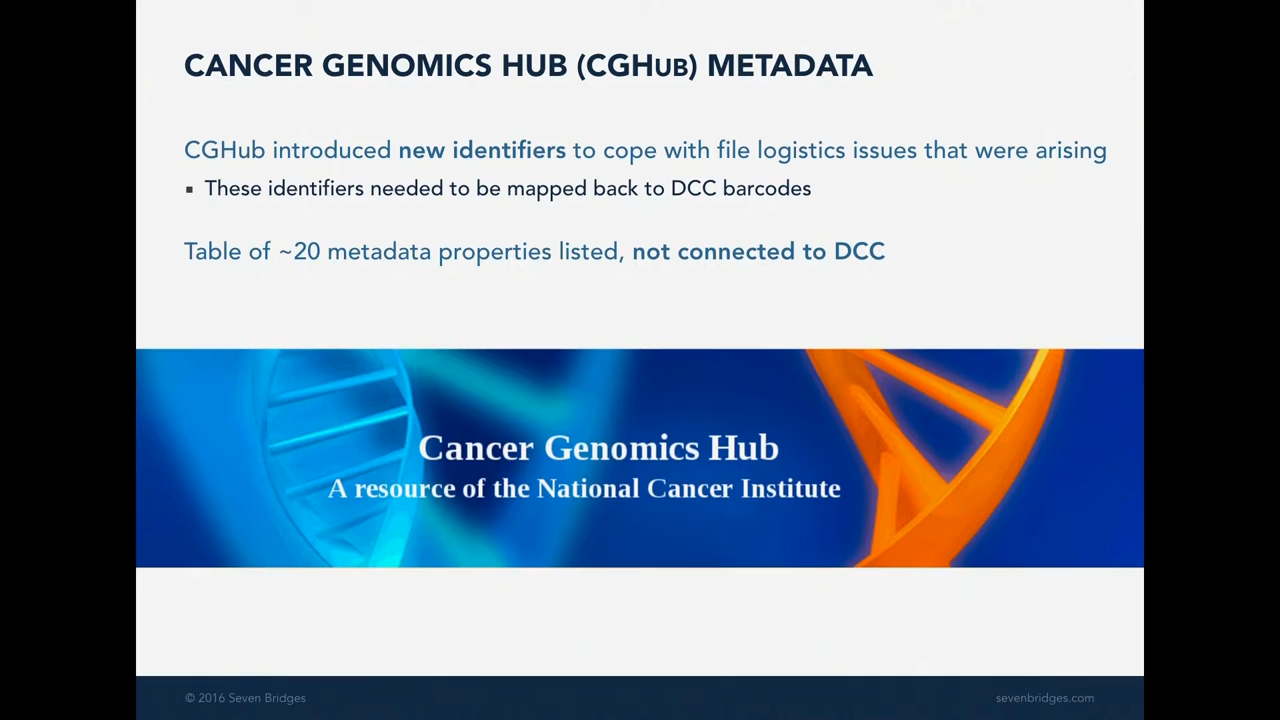 CANCER GENOMICS HUB (CGHUB) METADATA
CGHub introduced new identifiers to cope with file logistics issues that were arising
▪ These identifiers needed to be mapped back to DCC barcodes
Table of ~20 metadata properties listed, not connected to DCC
Cancer Genomics Hub
A resource of the National Cancer Institute
© 2016 Seven Bridges
sevenbridges.com